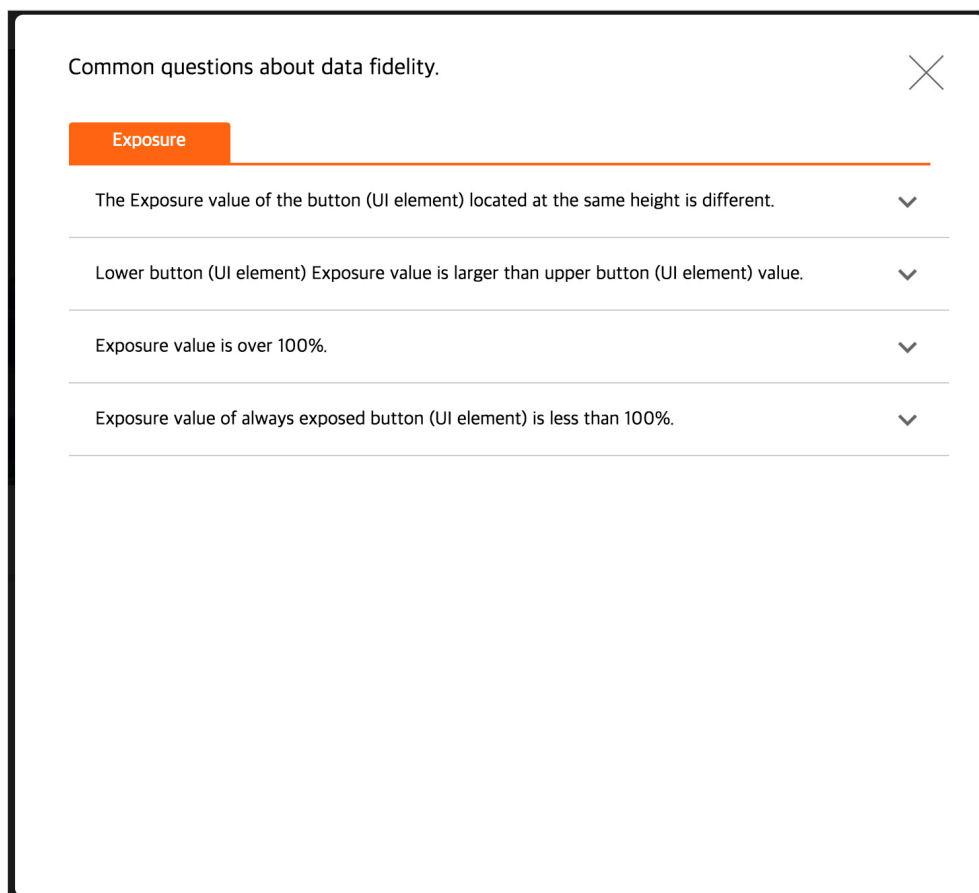 Common questions about data fidelity.
Exposure
The Exposure value of the button (UI element) located at the same height is different.
Lower button (UI element) Exposure value is larger than upper button (UI element) value.
Exposure value is over 100%.
Exposure value of always exposed button (UI element) is less than 100%.